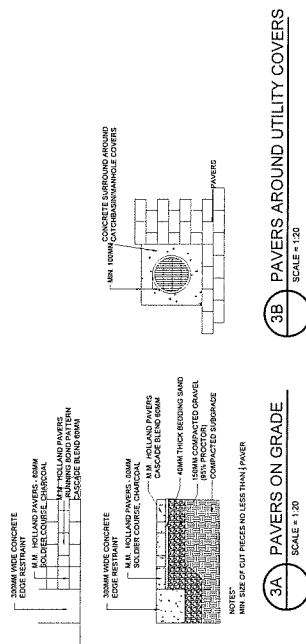 300MM WIDE CONCRETE
EDGE RESTRAINT
M.M. HOLLAND PAVERS - 60MM
SOLDIER COURSE, CHARCOAL
M.M. HOLLAND PAVERS
RUNNING BOND PATTERN
CASCADE BLEND 60MM
300MM WIDE CONCRETE
EDGE RESTRAINT
M.M. HOLLAND PAVERS - 60MM
SOLDER COURSE, CHARCOAL
M.M. HOLLAND PAVERS
CASCADE BLEND 60MM
40MM THICK BEDDING SAND
150MM COMPACTED GRAVEL
(95% PROCTOR)
COMPACTED SUBGRADE
NOTES*
MIN SIZE OF CUT PIECES NO LESS THAN PAVER
3A PAVERS ON GRADE
SCALE = 1:20
MIN. 100MM CONCRETE SURROUND AROUND
CATCHBASIN/MANHOLE COVERS
PAVERS
3B PAVERS AROUND UTILITY COVERS
SCALE = 1:20